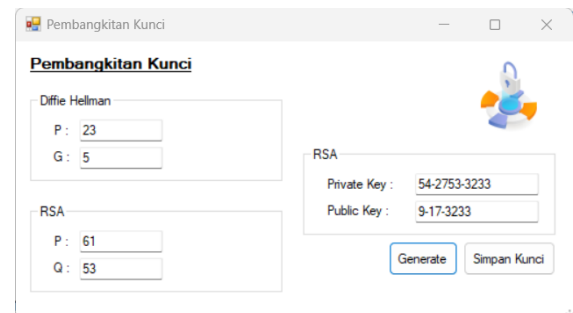 Pembangkitan Kunci
Pembangkitan Kunci
Diffie Hellman
P : 23
G : 5
RSA
P : 61
Q : 53
RSA
Private Key : 54-2753-3233
Public Key : 9-17-3233
Generate Simpan Kunci